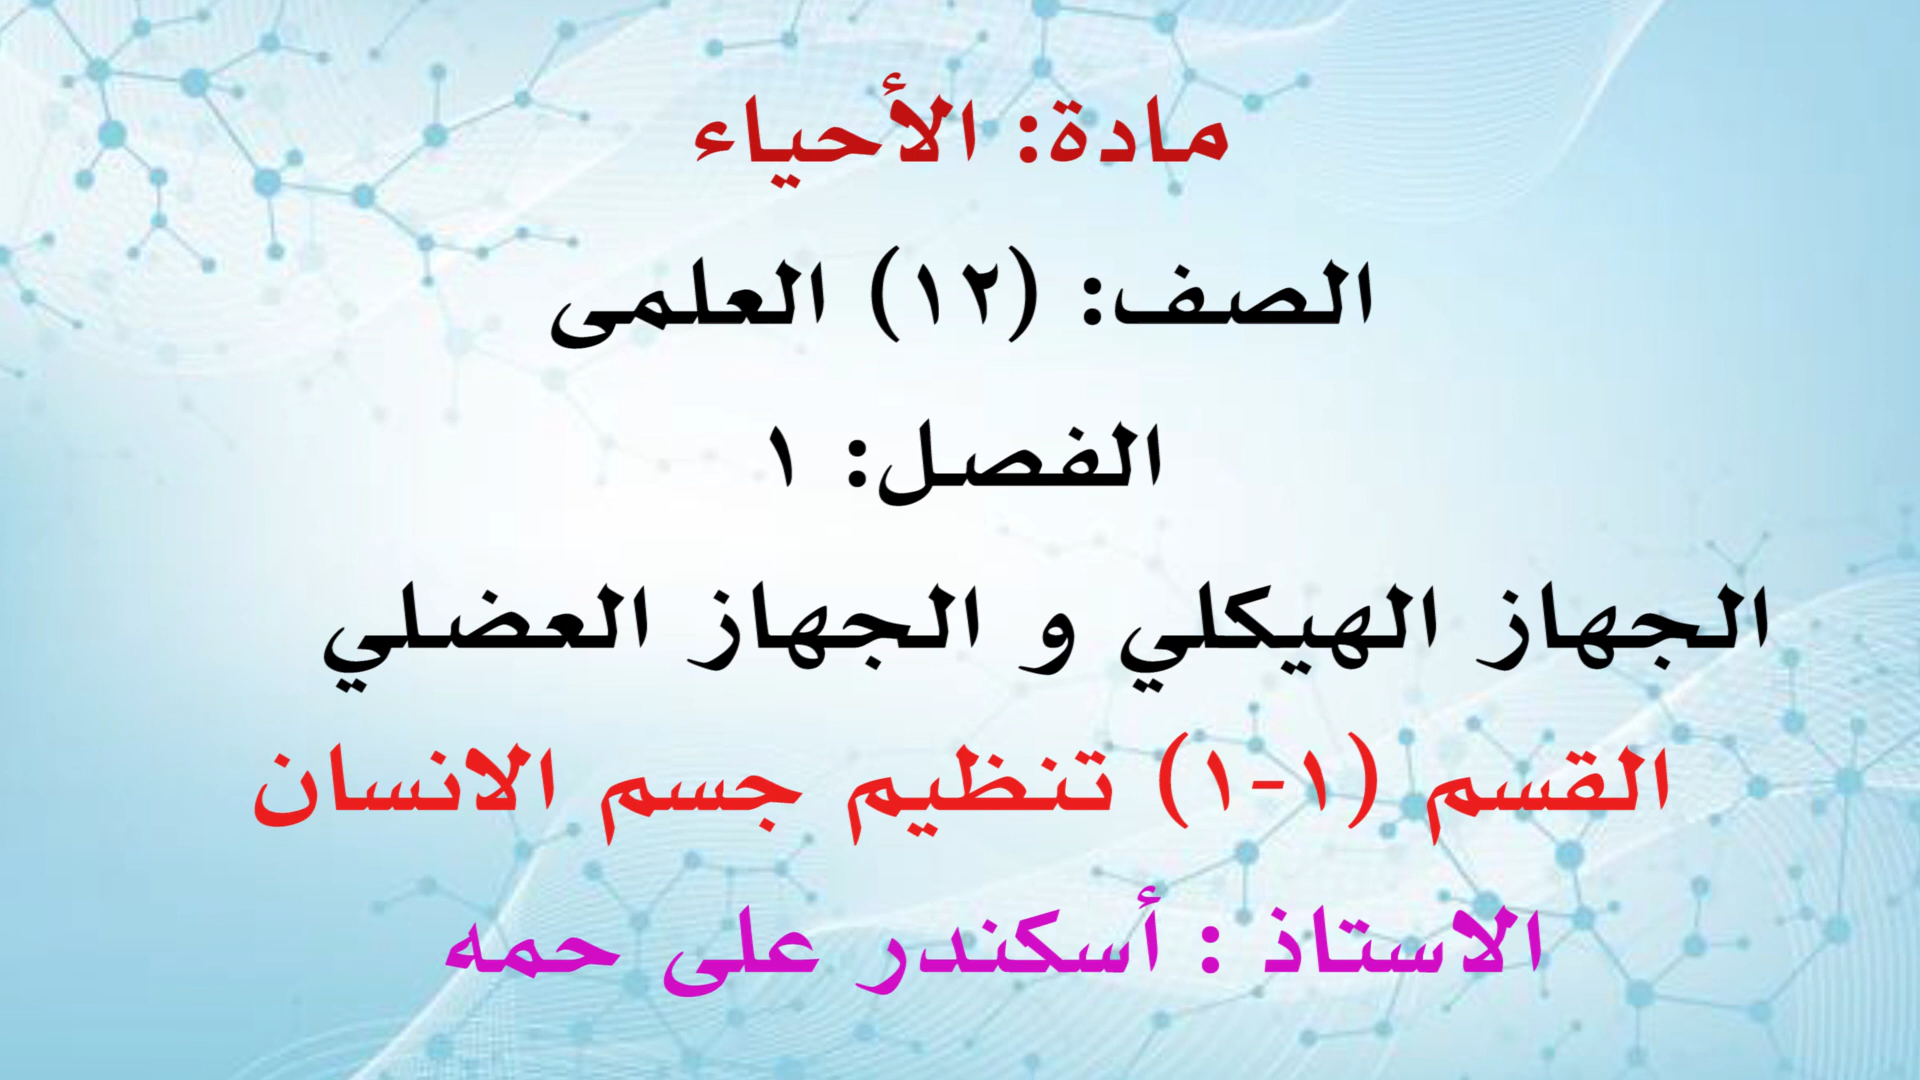 مادة: الأحياء
الصف: (١٢) العلمى
الفصل: ١
الجهاز الهيكلي و الجهاز العضلي
القسم (١-١) تنظيم جسم الانسان
الاستاذ : أسكندر على حمه